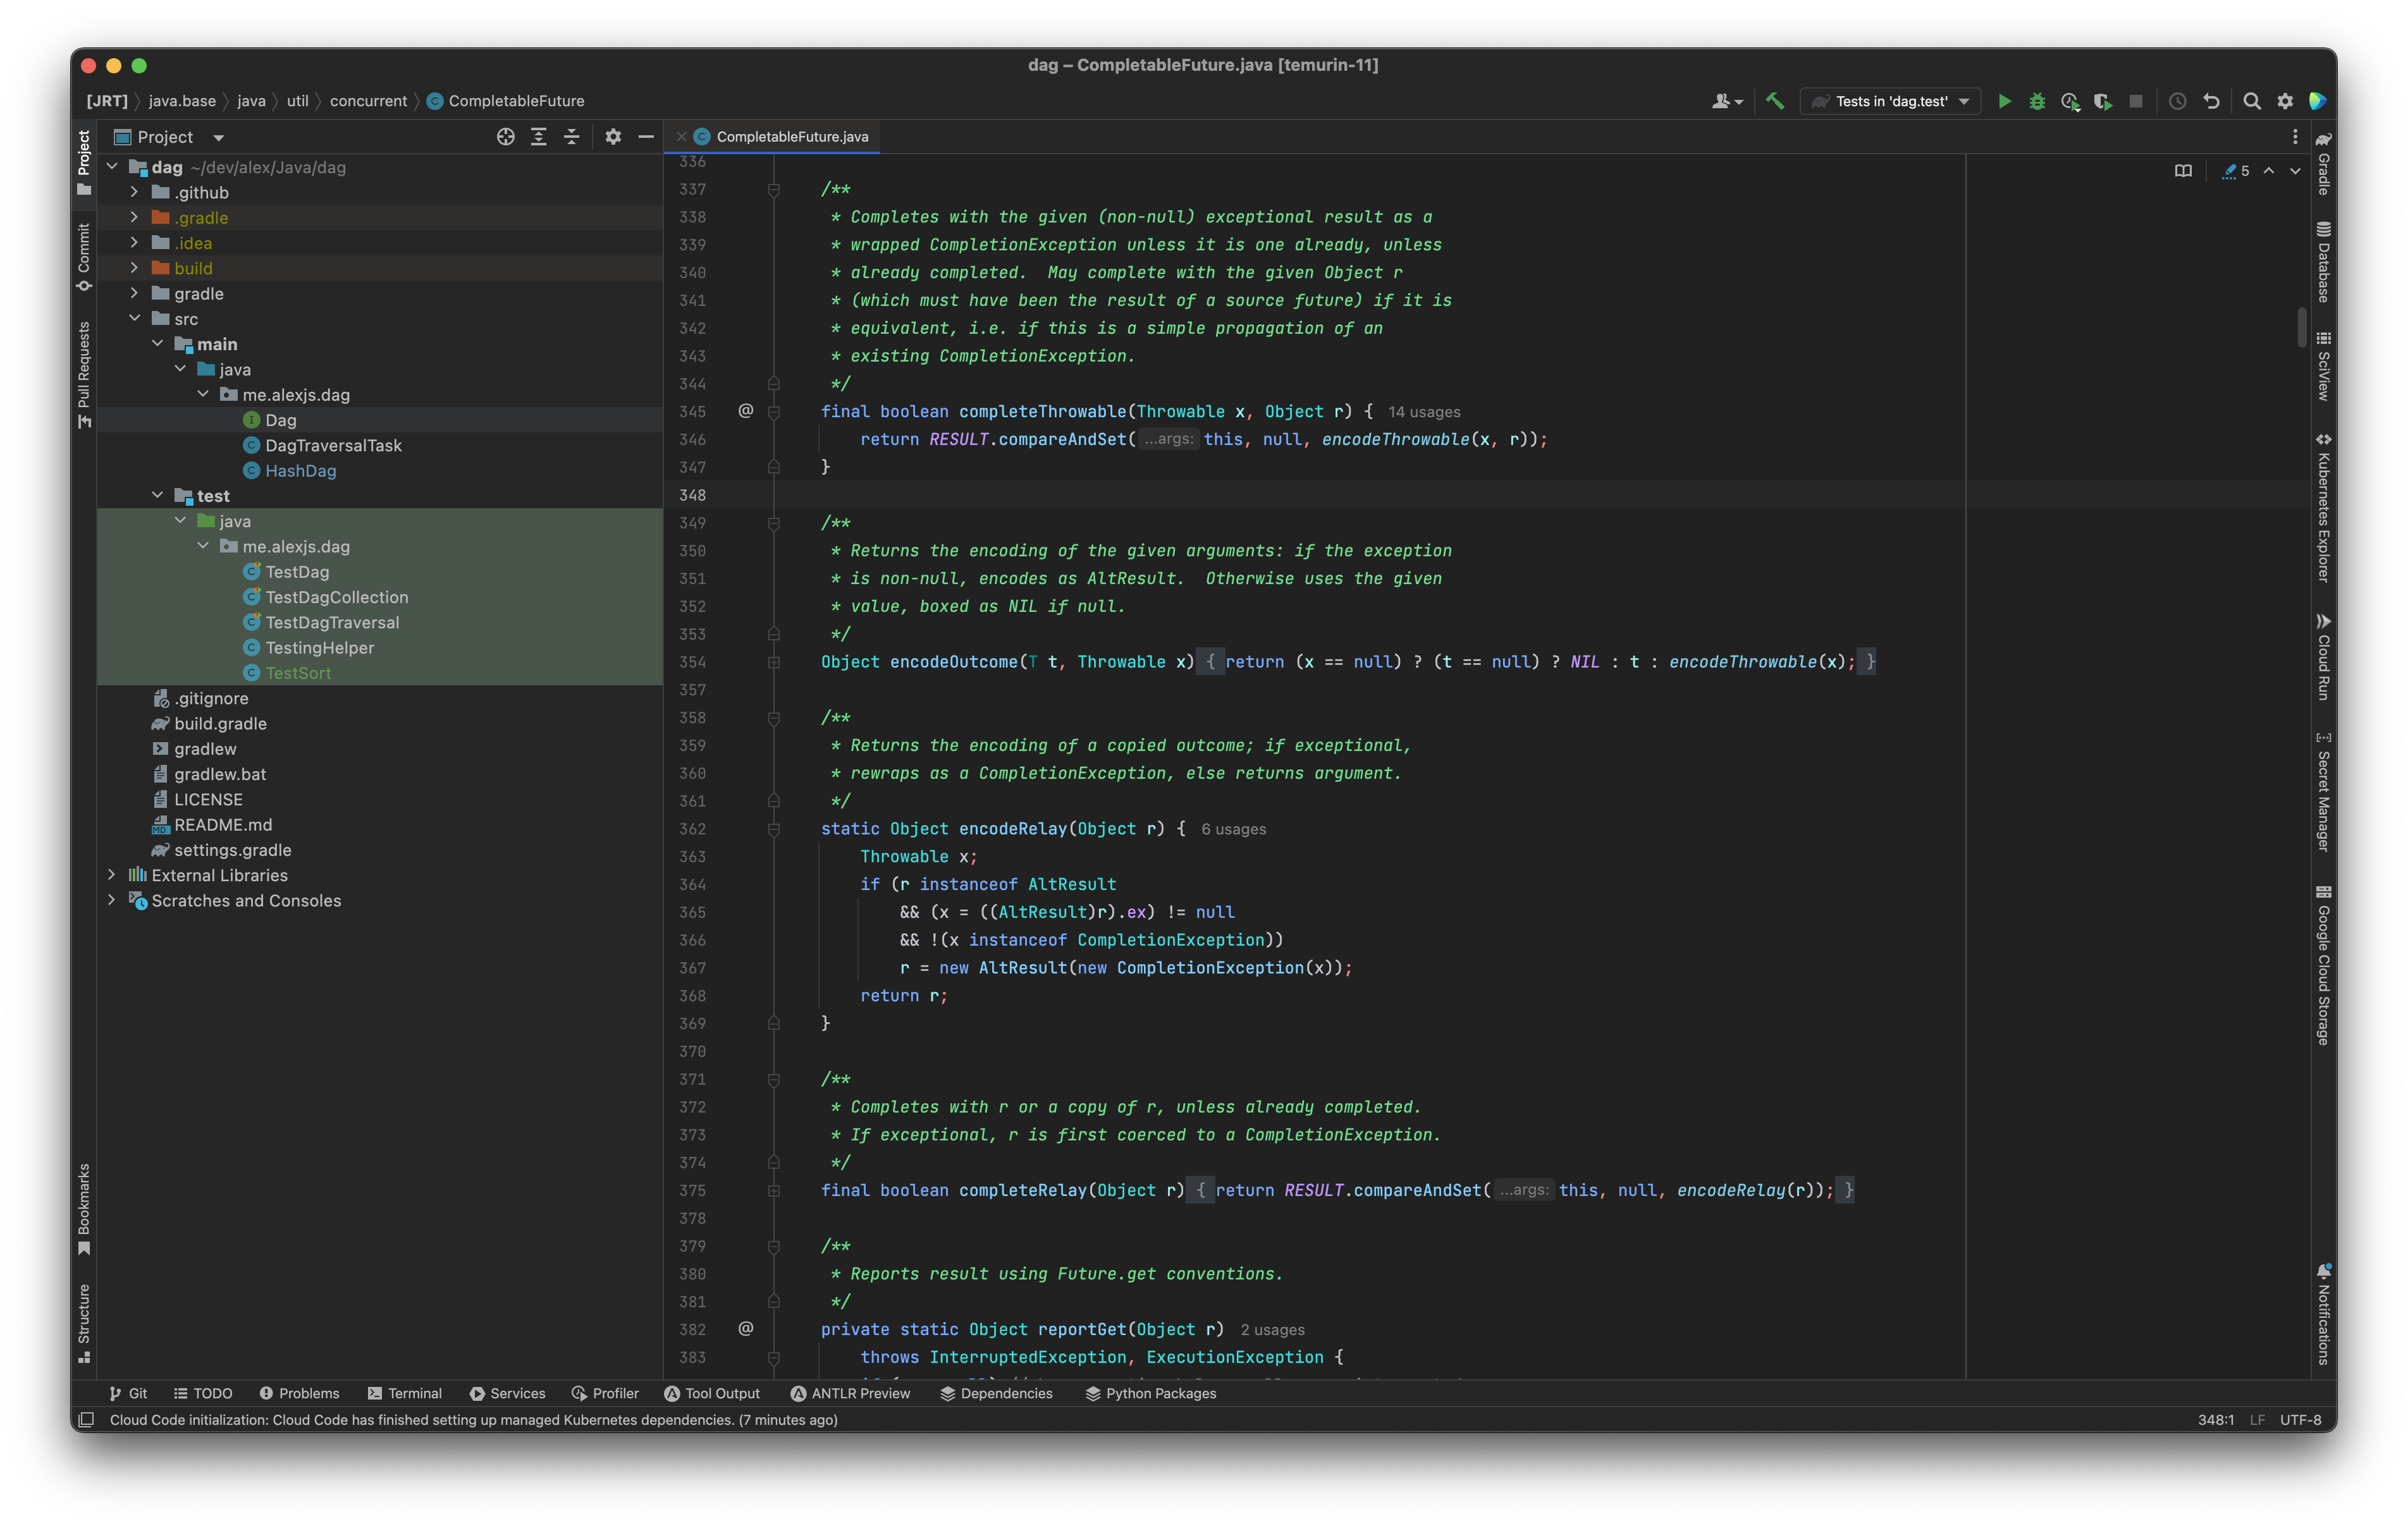 dag – CompletableFuture.java [temurin-11]
[JRT] java.base java util concurrent CompletableFuture
Tests in 'dag.test'
Project
CompletableFuture.java
5
Project
Commit
Pull Requests
Bookmarks
Structure
dag ~/dev/alex/Java/dag
.github
.gradle
.idea
build
gradle
src
main
java
me.alexjs.dag
Dag
DagTraversalTask
HashDag
test
java
me.alexjs.dag
TestDag
TestDagCollection
TestDagTraversal
TestingHelper
TestSort
.gitignore
build.gradle
gradlew
gradlew.bat
LICENSE
README.md
settings.gradle
External Libraries
Scratches and Consoles
336
337 /**
338 * Completes with the given (non-null) exceptional result as a
339 * wrapped CompletionException unless it is one already, unless
340 * already completed.  May complete with the given Object r
341 * (which must have been the result of a source future) if it is
342 * equivalent, i.e. if this is a simple propagation of an
343 * existing CompletionException.
344 */
345 @ final boolean completeThrowable(Throwable x, Object r) { 14 usages
346 return RESULT.compareAndSet( ...args: this, null, encodeThrowable(x, r));
347 }
348
349 /**
350 * Returns the encoding of the given arguments: if the exception
351 * is non-null, encodes as AltResult.  Otherwise uses the given
352 * value, boxed as NIL if null.
353 */
354 Object encodeOutcome(T t, Throwable x) { return (x == null) ? (t == null) ? NIL : t : encodeThrowable(x); }
357
358 /**
359 * Returns the encoding of a copied outcome; if exceptional,
360 * rewraps as a CompletionException, else returns argument.
361 */
362 static Object encodeRelay(Object r) { 6 usages
363 Throwable x;
364 if (r instanceof AltResult
365 && (x = ((AltResult)r).ex) != null
366 && !(x instanceof CompletionException))
367 r = new AltResult(new CompletionException(x));
368 return r;
369 }
370
371 /**
372 * Completes with r or a copy of r, unless already completed.
373 * If exceptional, r is first coerced to a CompletionException.
374 */
375 final boolean completeRelay(Object r) { return RESULT.compareAndSet( ...args: this, null, encodeRelay(r)); }
378
379 /**
380 * Reports result using Future.get conventions.
381 */
382 @ private static Object reportGet(Object r) 2 usages
383 throws InterruptedException, ExecutionException {
Gradle
Database
SciView
Kubernetes Explorer
Cloud Run
Secret Manager
Google Cloud Storage
Notifications
Git TODO Problems Terminal Services Profiler Tool Output ANTLR Preview Dependencies Python Packages
Cloud Code initialization: Cloud Code has finished setting up managed Kubernetes dependencies. (7 minutes ago)
348:1 LF UTF-8